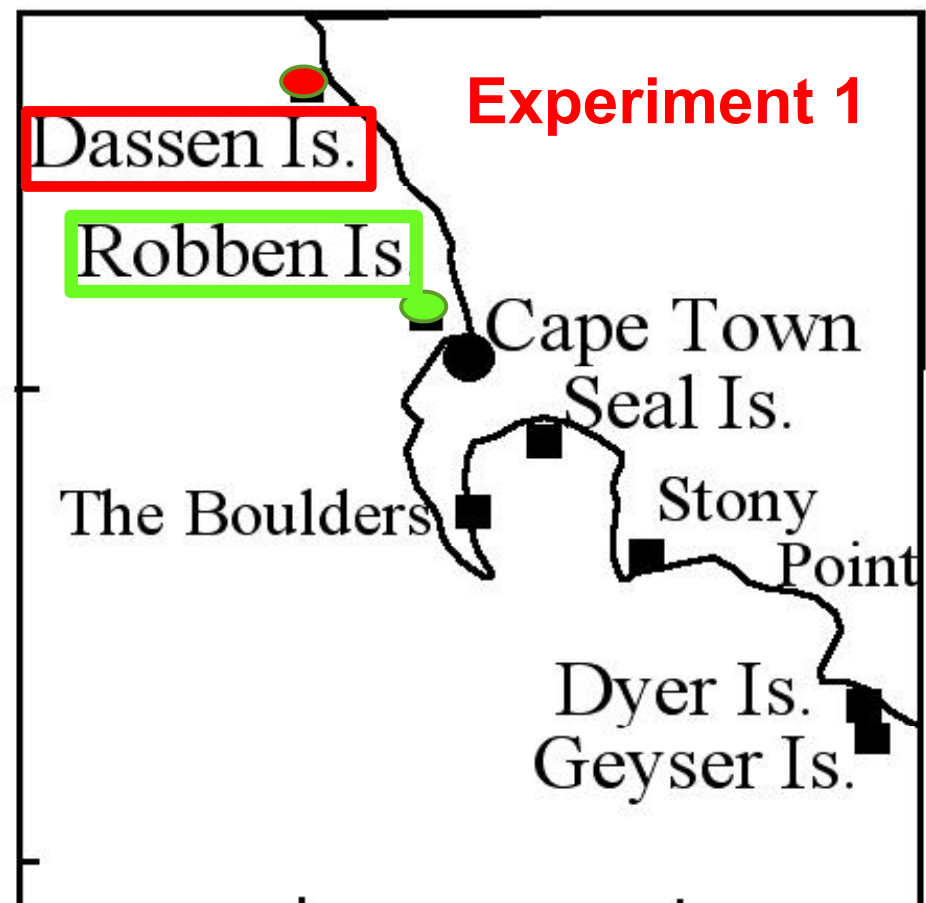 Experiment 1
Dassen Is.
Robben Is.
Cape Town
Seal Is.
The Boulders
Stony
Point
Dyer Is.
Geyser Is.